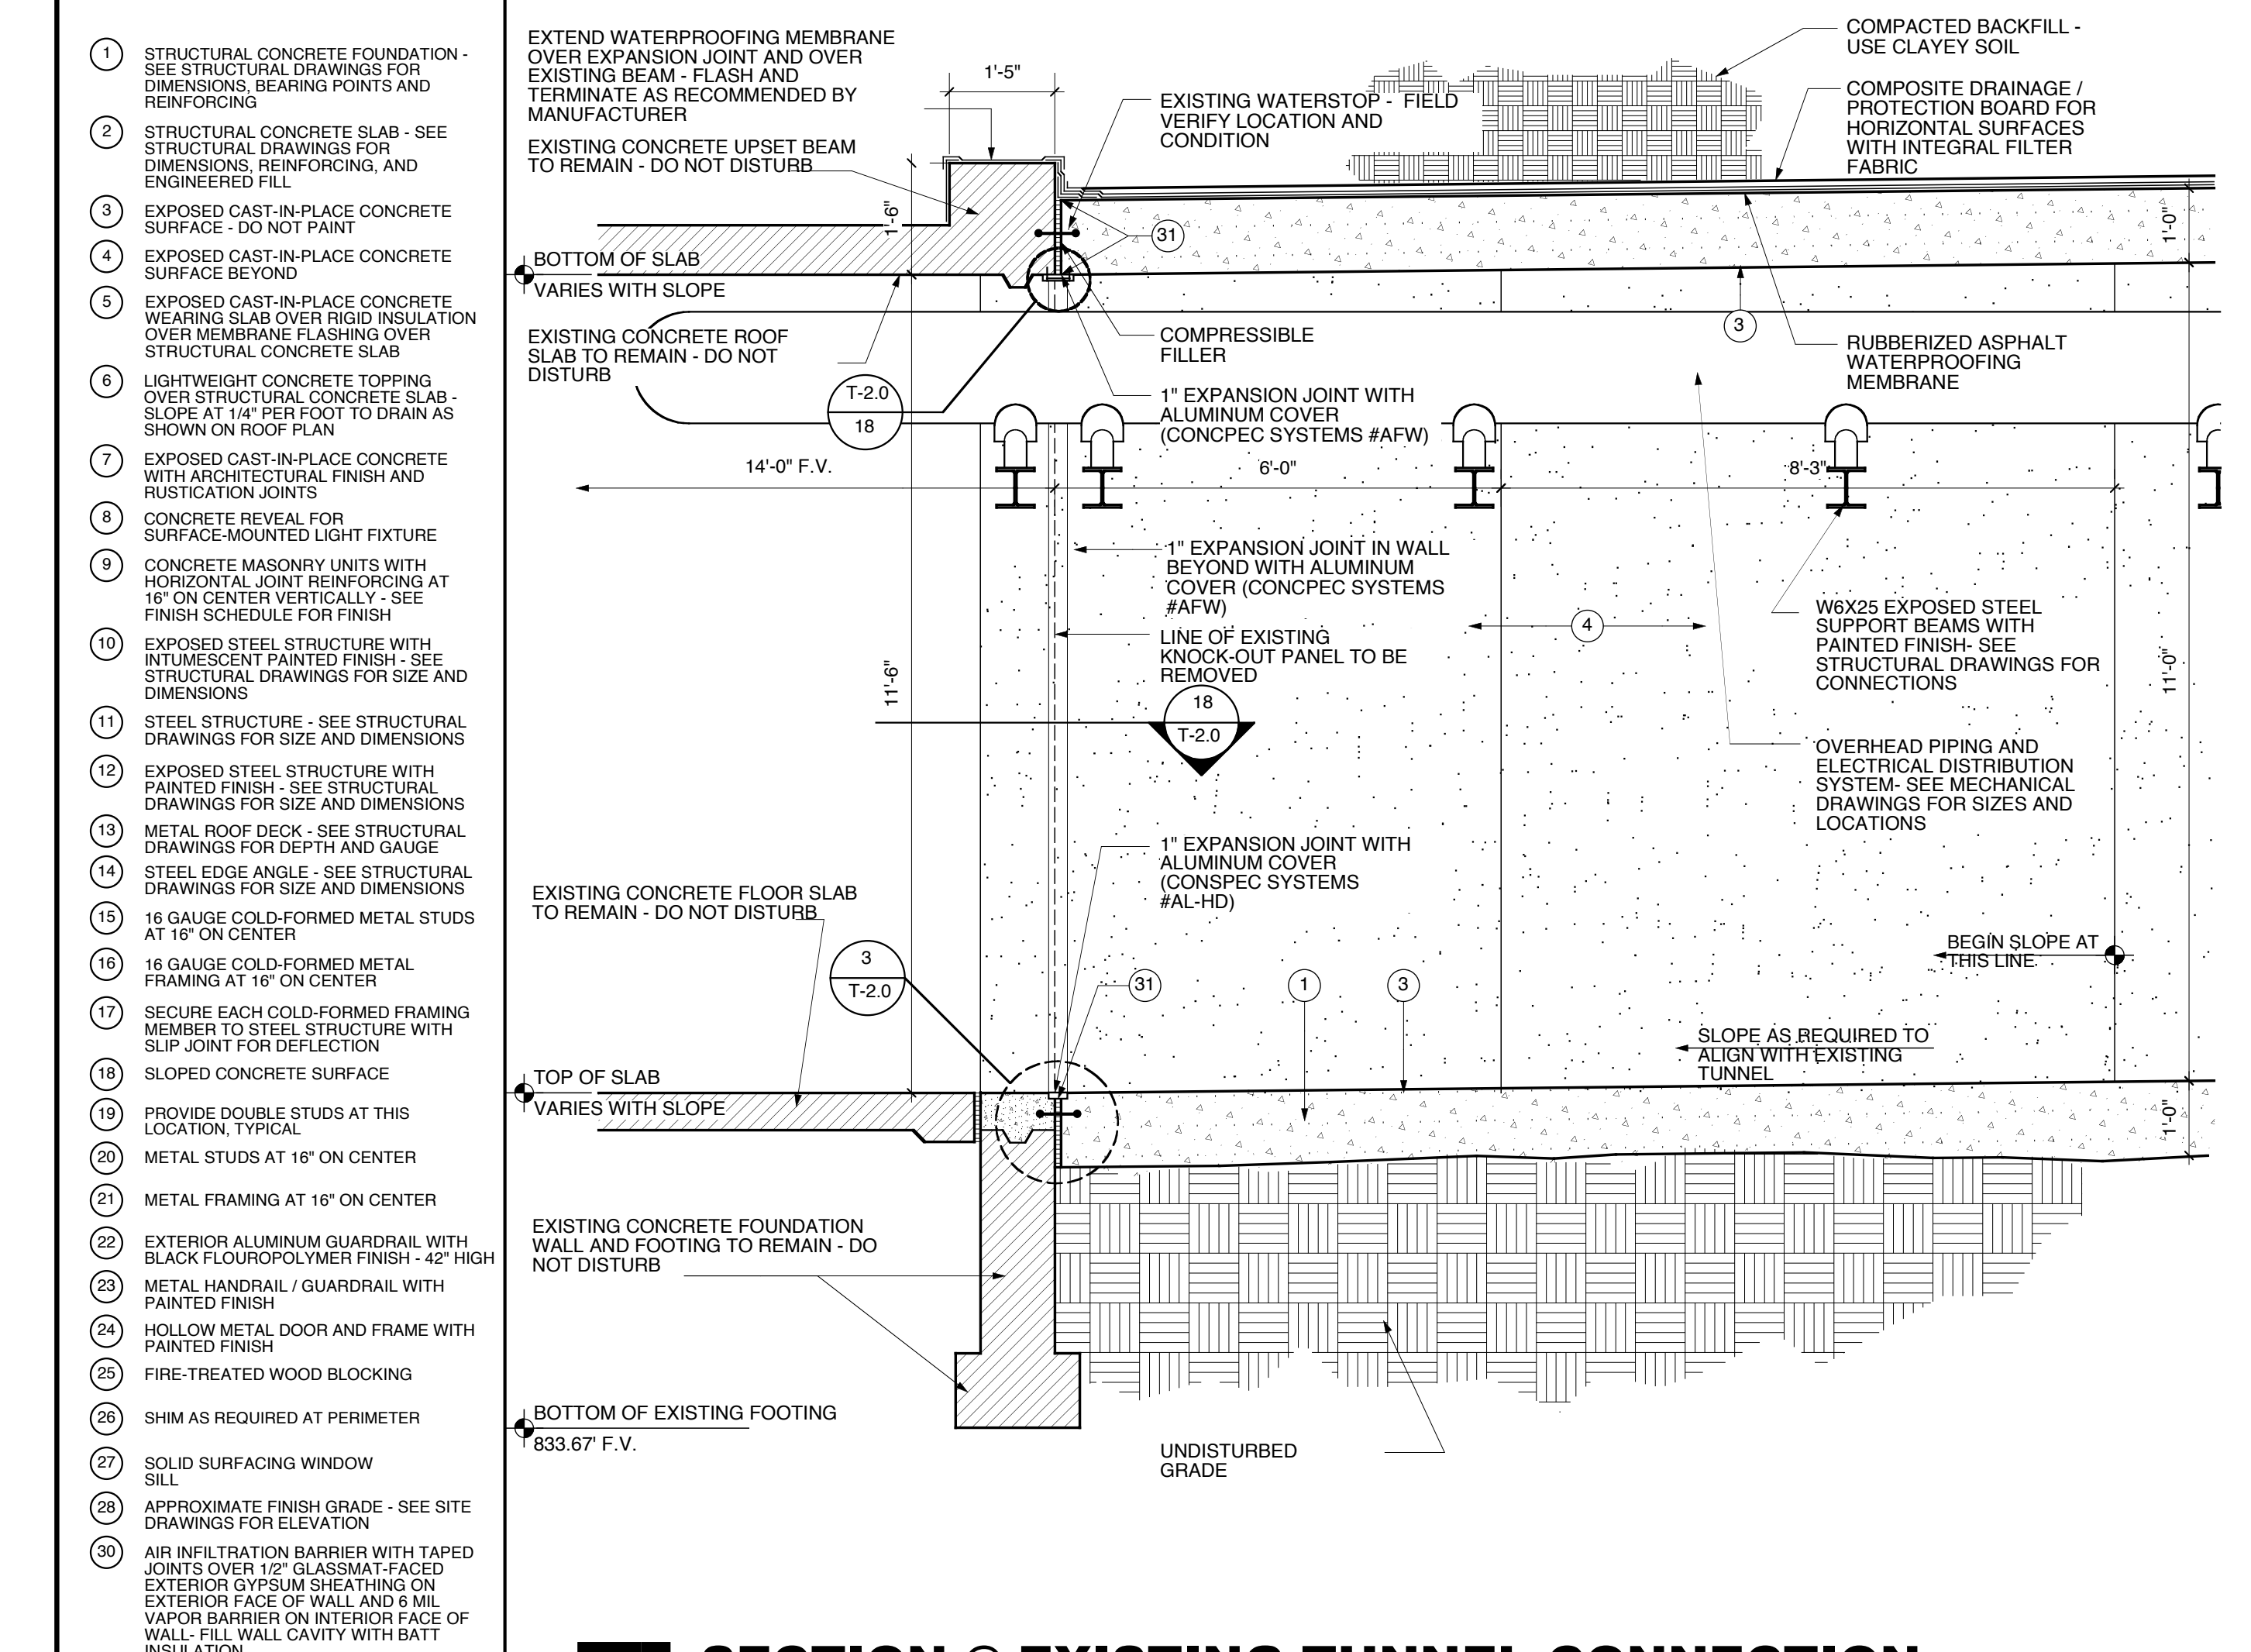 1
STRUCTURAL CONCRETE FOUNDATION -
SEE STRUCTURAL DRAWINGS FOR
DIMENSIONS, BEARING POINTS AND
REINFORCING
2
STRUCTURAL CONCRETE SLAB - SEE
STRUCTURAL DRAWINGS FOR
DIMENSIONS, REINFORCING, AND
ENGINEERED FILL
3
EXPOSED CAST-IN-PLACE CONCRETE
SURFACE - DO NOT PAINT
4
EXPOSED CAST-IN-PLACE CONCRETE
SURFACE BEYOND
5
EXPOSED CAST-IN-PLACE CONCRETE
WEARING SLAB OVER RIGID INSULATION
OVER MEMBRANE FLASHING OVER
STRUCTURAL CONCRETE SLAB
6
LIGHTWEIGHT CONCRETE TOPPING
OVER STRUCTURAL CONCRETE SLAB -
SLOPE AT 1/4" PER FOOT TO DRAIN AS
SHOWN ON ROOF PLAN
7
EXPOSED CAST-IN-PLACE CONCRETE
WITH ARCHITECTURAL FINISH AND
RUSTICATION JOINTS
8
CONCRETE REVEAL FOR
SURFACE-MOUNTED LIGHT FIXTURE
9
CONCRETE MASONRY UNITS WITH
HORIZONTAL JOINT REINFORCING AT
16" ON CENTER VERTICALLY - SEE
FINISH SCHEDULE FOR FINISH
10
EXPOSED STEEL STRUCTURE WITH
INTUMESCENT PAINTED FINISH - SEE
STRUCTURAL DRAWINGS FOR SIZE AND
DIMENSIONS
11
STEEL STRUCTURE - SEE STRUCTURAL
DRAWINGS FOR SIZE AND DIMENSIONS
12
EXPOSED STEEL STRUCTURE WITH
PAINTED FINISH - SEE STRUCTURAL
DRAWINGS FOR SIZE AND DIMENSIONS
13
METAL ROOF DECK - SEE STRUCTURAL
DRAWINGS FOR DEPTH AND GAUGE
14
STEEL EDGE ANGLE - SEE STRUCTURAL
DRAWINGS FOR SIZE AND DIMENSIONS
15
16 GAUGE COLD-FORMED METAL STUDS
AT 16" ON CENTER
16
16 GAUGE COLD-FORMED METAL
FRAMING AT 16" ON CENTER
17
SECURE EACH COLD-FORMED FRAMING
MEMBER TO STEEL STRUCTURE WITH
SLIP JOINT FOR DEFLECTION
18
SLOPED CONCRETE SURFACE
19
PROVIDE DOUBLE STUDS AT THIS
LOCATION, TYPICAL
20
METAL STUDS AT 16" ON CENTER
21
METAL FRAMING AT 16" ON CENTER
22
EXTERIOR ALUMINUM GUARDRAIL WITH
BLACK FLOUROPOLYMER FINISH - 42" HIGH
23
METAL HANDRAIL / GUARDRAIL WITH
PAINTED FINISH
24
HOLLOW METAL DOOR AND FRAME WITH
PAINTED FINISH
25
FIRE-TREATED WOOD BLOCKING
26
SHIM AS REQUIRED AT PERIMETER
27
SOLID SURFACING WINDOW
SILL
28
APPROXIMATE FINISH GRADE - SEE SITE
DRAWINGS FOR ELEVATION
30
AIR INFILTRATION BARRIER WITH TAPED
JOINTS OVER 1/2" GLASSMAT-FACED
EXTERIOR GYPSUM SHEATHING ON
EXTERIOR FACE OF WALL AND 6 MIL
VAPOR BARRIER ON INTERIOR FACE OF
WALL- FILL WALL CAVITY WITH BATT
INSULATION
EXTEND WATERPROOFING MEMBRANE
OVER EXPANSION JOINT AND OVER
EXISTING BEAM - FLASH AND
TERMINATE AS RECOMMENDED BY
MANUFACTURER
EXISTING CONCRETE UPSET BEAM
TO REMAIN - DO NOT DISTURB
1'-5"
1'-6"
EXISTING WATERSTOP - FIELD
VERIFY LOCATION AND
CONDITION
COMPACTED BACKFILL -
USE CLAYEY SOIL
COMPOSITE DRAINAGE /
PROTECTION BOARD FOR
HORIZONTAL SURFACES
WITH INTEGRAL FILTER
FABRIC
31
1'-0"
BOTTOM OF SLAB
VARIES WITH SLOPE
EXISTING CONCRETE ROOF
SLAB TO REMAIN - DO NOT
DISTURB
T-2.0
18
COMPRESSIBLE
FILLER
3
RUBBERIZED ASPHALT
WATERPROOFING
MEMBRANE
1" EXPANSION JOINT WITH
ALUMINUM COVER
(CONCPEC SYSTEMS #AFW)
14'-0" F.V.
6'-0"
8'-3"
1" EXPANSION JOINT IN WALL
BEYOND WITH ALUMINUM
COVER (CONCPEC SYSTEMS
#AFW)
LINE OF EXISTING
KNOCK-OUT PANEL TO BE
REMOVED
4
W6X25 EXPOSED STEEL
SUPPORT BEAMS WITH
PAINTED FINISH- SEE
STRUCTURAL DRAWINGS FOR
CONNECTIONS
11'-6"
11'-0"
18
T-2.0
OVERHEAD PIPING AND
ELECTRICAL DISTRIBUTION
SYSTEM- SEE MECHANICAL
DRAWINGS FOR SIZES AND
LOCATIONS
1" EXPANSION JOINT WITH
ALUMINUM COVER
(CONSPEC SYSTEMS
#AL-HD)
EXISTING CONCRETE FLOOR SLAB
TO REMAIN - DO NOT DISTURB
3
T-2.0
31
1
3
BEGIN SLOPE AT
THIS LINE
SLOPE AS REQUIRED TO
ALIGN WITH EXISTING
TUNNEL
TOP OF SLAB
VARIES WITH SLOPE
1'-0"
EXISTING CONCRETE FOUNDATION
WALL AND FOOTING TO REMAIN - DO
NOT DISTURB
BOTTOM OF EXISTING FOOTING
833.67' F.V.
UNDISTURBED
GRADE
SECTION @ EXISTING TUNNEL CONNECTION